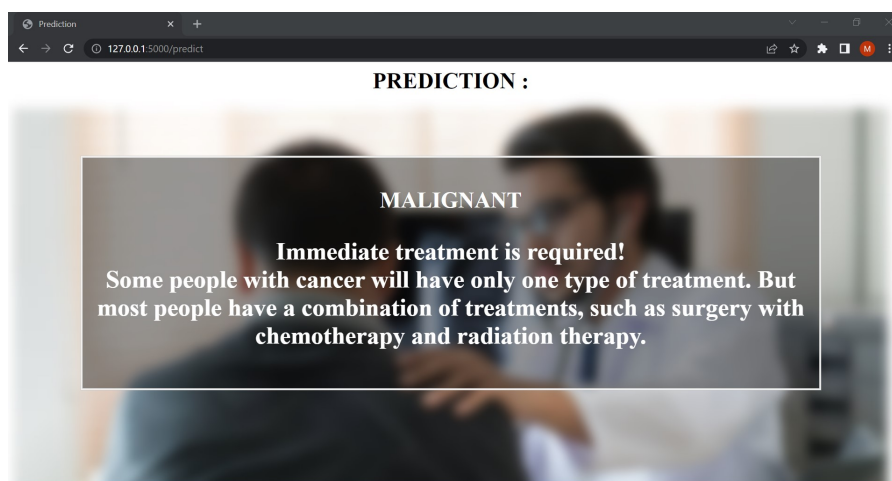 Prediction
127.0.0.1:5000/predict
M
PREDICTION :
MALIGNANT
Immediate treatment is required!
Some people with cancer will have only one type of treatment. But
most people have a combination of treatments, such as surgery with
chemotherapy and radiation therapy.